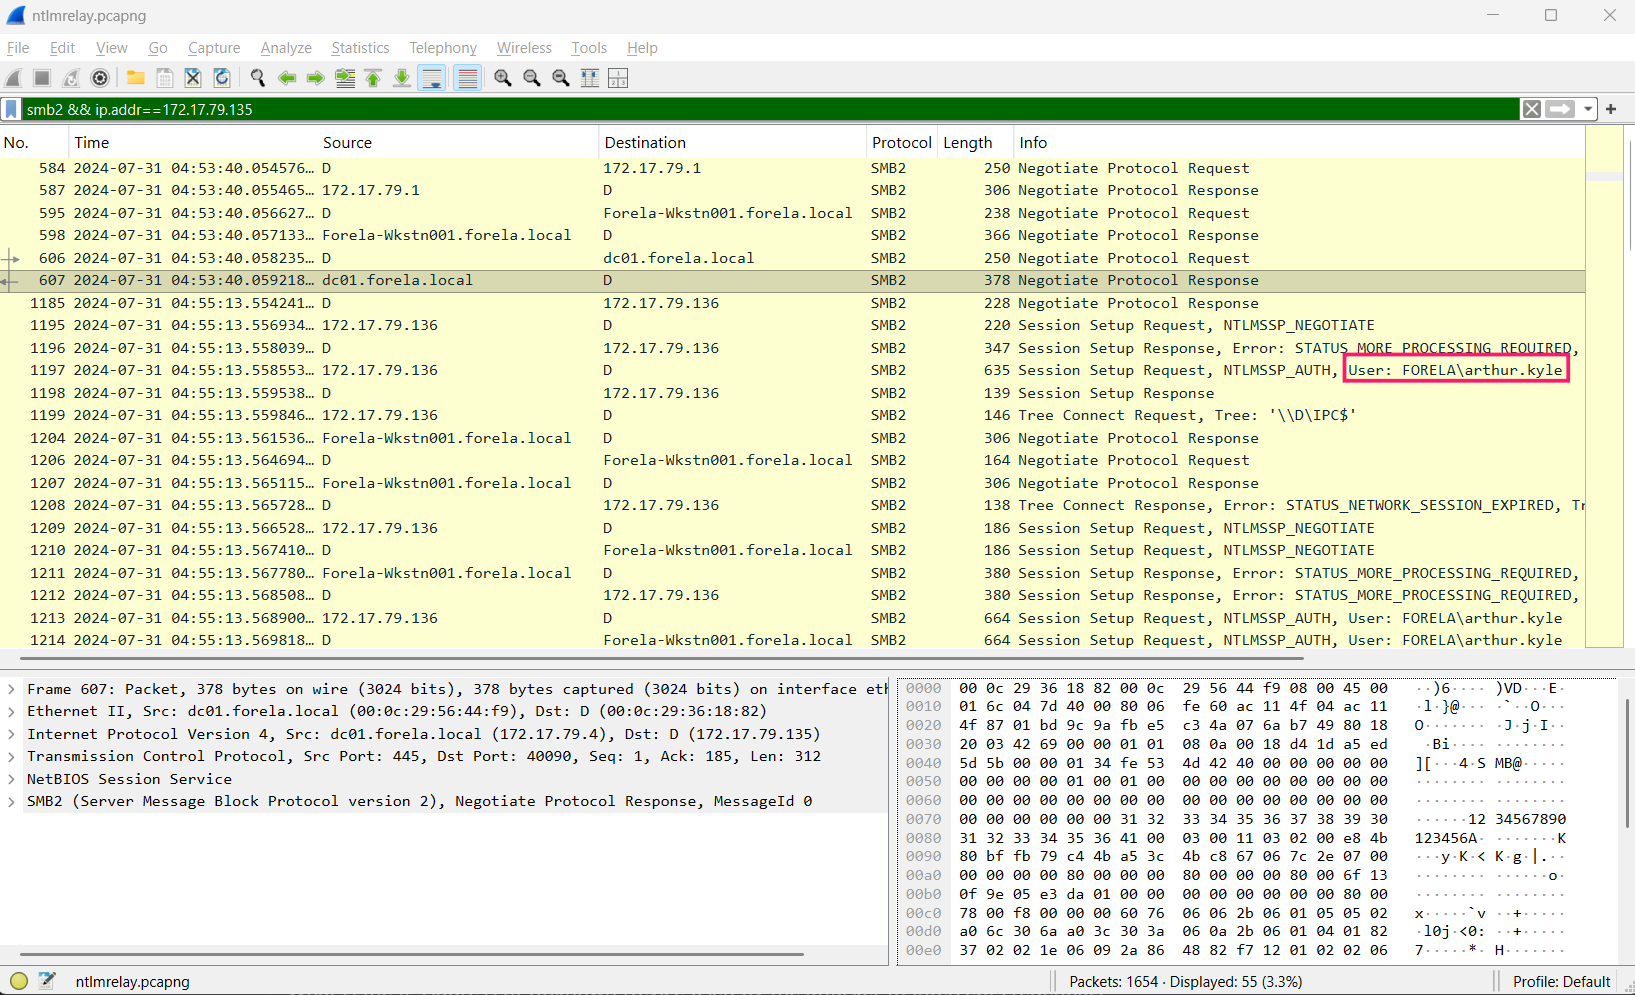 ntlmrelay.pcapng
File Edit View Go Capture Analyze Statistics Telephony Wireless Tools Help
smb2 && ip.addr==172.17.79.135
No. Time Source Destination Protocol Length Info
584 2024-07-31 04:53:40.054576… D 172.17.79.1 SMB2 250 Negotiate Protocol Request
587 2024-07-31 04:53:40.055465… 172.17.79.1 D SMB2 306 Negotiate Protocol Response
595 2024-07-31 04:53:40.056627… D Forela-Wkstn001.forela.local SMB2 238 Negotiate Protocol Request
598 2024-07-31 04:53:40.057133… Forela-Wkstn001.forela.local D SMB2 366 Negotiate Protocol Response
606 2024-07-31 04:53:40.058235… D dc01.forela.local SMB2 250 Negotiate Protocol Request
607 2024-07-31 04:53:40.059218… dc01.forela.local D SMB2 378 Negotiate Protocol Response
1185 2024-07-31 04:55:13.554241… D 172.17.79.136 SMB2 228 Negotiate Protocol Response
1195 2024-07-31 04:55:13.556934… 172.17.79.136 D SMB2 220 Session Setup Request, NTLMSSP_NEGOTIATE
1196 2024-07-31 04:55:13.558039… D 172.17.79.136 SMB2 347 Session Setup Response, Error: STATUS_MORE_PROCESSING_REQUIRED,
1197 2024-07-31 04:55:13.558553… 172.17.79.136 D SMB2 635 Session Setup Request, NTLMSSP_AUTH, User: FORELA\arthur.kyle
1198 2024-07-31 04:55:13.559538… D 172.17.79.136 SMB2 139 Session Setup Response
1199 2024-07-31 04:55:13.559846… 172.17.79.136 D SMB2 146 Tree Connect Request, Tree: '\\D\IPC$'
1204 2024-07-31 04:55:13.561536… Forela-Wkstn001.forela.local D SMB2 306 Negotiate Protocol Response
1206 2024-07-31 04:55:13.564694… D Forela-Wkstn001.forela.local SMB2 164 Negotiate Protocol Request
1207 2024-07-31 04:55:13.565115… Forela-Wkstn001.forela.local D SMB2 306 Negotiate Protocol Response
1208 2024-07-31 04:55:13.565728… D 172.17.79.136 SMB2 138 Tree Connect Response, Error: STATUS_NETWORK_SESSION_EXPIRED, Tr
1209 2024-07-31 04:55:13.566528… 172.17.79.136 D SMB2 186 Session Setup Request, NTLMSSP_NEGOTIATE
1210 2024-07-31 04:55:13.567410… D Forela-Wkstn001.forela.local SMB2 186 Session Setup Request, NTLMSSP_NEGOTIATE
1211 2024-07-31 04:55:13.567780… Forela-Wkstn001.forela.local D SMB2 380 Session Setup Response, Error: STATUS_MORE_PROCESSING_REQUIRED,
1212 2024-07-31 04:55:13.568508… D 172.17.79.136 SMB2 380 Session Setup Response, Error: STATUS_MORE_PROCESSING_REQUIRED,
1213 2024-07-31 04:55:13.568900… 172.17.79.136 D SMB2 664 Session Setup Request, NTLMSSP_AUTH, User: FORELA\arthur.kyle
1214 2024-07-31 04:55:13.569818… D Forela-Wkstn001.forela.local SMB2 664 Session Setup Request, NTLMSSP_AUTH, User: FORELA\arthur.kyle
Frame 607: Packet, 378 bytes on wire (3024 bits), 378 bytes captured (3024 bits) on interface eth
Ethernet II, Src: dc01.forela.local (00:0c:29:56:44:f9), Dst: D (00:0c:29:36:18:82)
Internet Protocol Version 4, Src: dc01.forela.local (172.17.79.4), Dst: D (172.17.79.135)
Transmission Control Protocol, Src Port: 445, Dst Port: 40090, Seq: 1, Ack: 185, Len: 312
NetBIOS Session Service
SMB2 (Server Message Block Protocol version 2), Negotiate Protocol Response, MessageId 0
0000 00 0c 29 36 18 82 00 0c 29 56 44 f9 08 00 45 00 ··)6···· )VD···E·
0010 01 6c 04 7d 40 00 80 06 fe 60 ac 11 4f 04 ac 11 ·l·}@··· ·`··O···
0020 4f 87 01 bd 9c 9a fb e5 c3 4a 07 6a b7 49 80 18 O······· ·J·j·I··
0030 20 03 42 69 00 00 01 01 08 0a 00 18 d4 1d a5 ed ·Bi···· ········
0040 5d 5b 00 00 01 34 fe 53 4d 42 40 00 00 00 00 00 ][···4·S MB@·····
0050 00 00 00 00 01 00 01 00 00 00 00 00 00 00 00 00 ········ ········
0060 00 00 00 00 00 00 00 00 00 00 00 00 00 00 00 00 ········ ········
0070 00 00 00 00 00 00 31 32 33 34 35 36 37 38 39 30 ······12 34567890
0080 31 32 33 34 35 36 41 00 03 00 11 03 02 00 e8 4b 123456A· ·······K
0090 80 bf fb 79 c4 4b a5 3c 4b c8 67 06 7c 2e 07 00 ···y·K·< K·g·|.··
00a0 00 00 00 00 80 00 00 00 80 00 00 00 80 00 6f 13 ········ ······o·
00b0 0f 9e 05 e3 da 01 00 00 00 00 00 00 00 00 80 00 ········ ········
00c0 78 00 f8 00 00 00 60 76 06 06 2b 06 01 05 05 02 x·····`v ··+·····
00d0 a0 6c 30 6a a0 3c 30 3a 06 0a 2b 06 01 04 01 82 ·l0j·<0: ··+·····
00e0 37 02 02 1e 06 09 2a 86 48 82 f7 12 01 02 02 06 7·····*· H·······
ntlmrelay.pcapng Packets: 1654 · Displayed: 55 (3.3%) Profile: Default